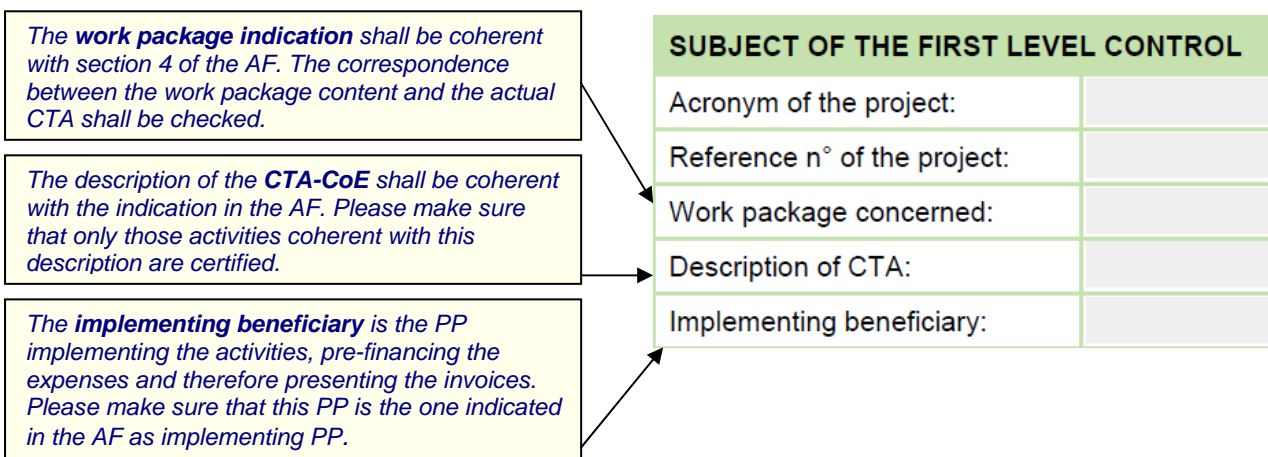 The work package indication shall be coherent
with section 4 of the AF. The correspondence
between the work package content and the actual
CTA shall be checked.
The description of the CTA-CoE shall be coherent
with the indication in the AF. Please make sure
that only those activities coherent with this
description are certified.
The implementing beneficiary is the PP
implementing the activities, pre-financing the
expenses and therefore presenting the invoices.
Please make sure that this PP is the one indicated
in the AF as implementing PP.
SUBJECT OF THE FIRST LEVEL CONTROL
Acronym of the project:
Reference n° of the project:
Work package concerned:
Description of CTA:
Implementing beneficiary: